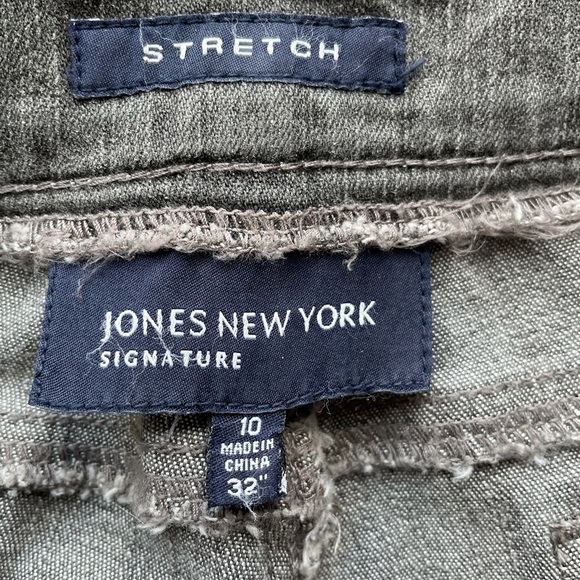 STRETCH
JONES NEW YORK
SIGNATURE
10
MADE IN
CHINA
32"